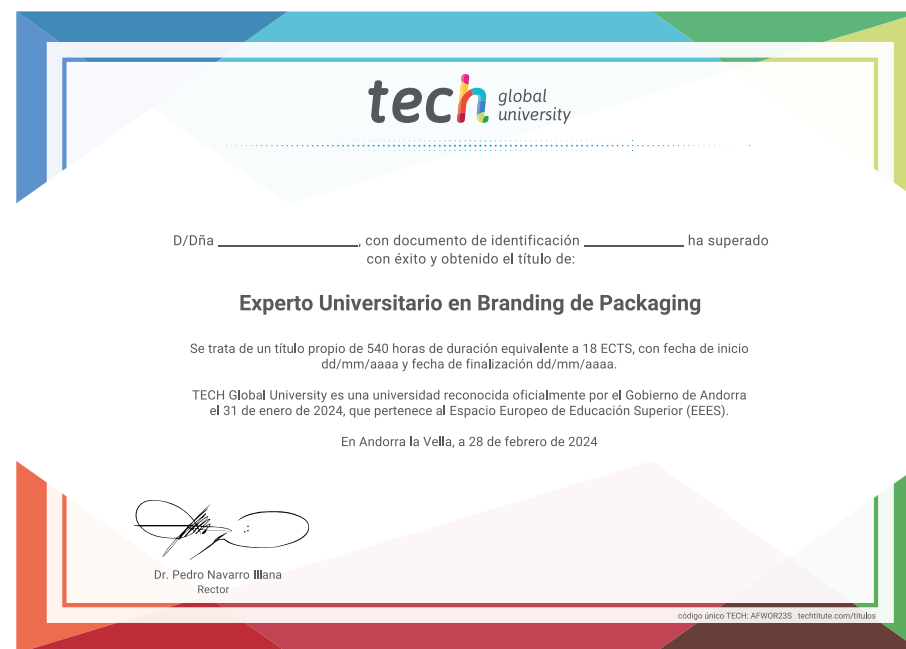 tech global university
D/Dña ____________________, con documento de identificación ______________ ha superado
con éxito y obtenido el título de:
Experto Universitario en Branding de Packaging
Se trata de un título propio de 540 horas de duración equivalente a 18 ECTS, con fecha de inicio
dd/mm/aaaa y fecha de finalización dd/mm/aaaa.
TECH Global University es una universidad reconocida oficialmente por el Gobierno de Andorra
el 31 de enero de 2024, que pertenece al Espacio Europeo de Educación Superior (EEES).
En Andorra la Vella, a 28 de febrero de 2024
Dr. Pedro Navarro Illana
Rector
código único TECH: AFWOR23S techtitute.com/titulos